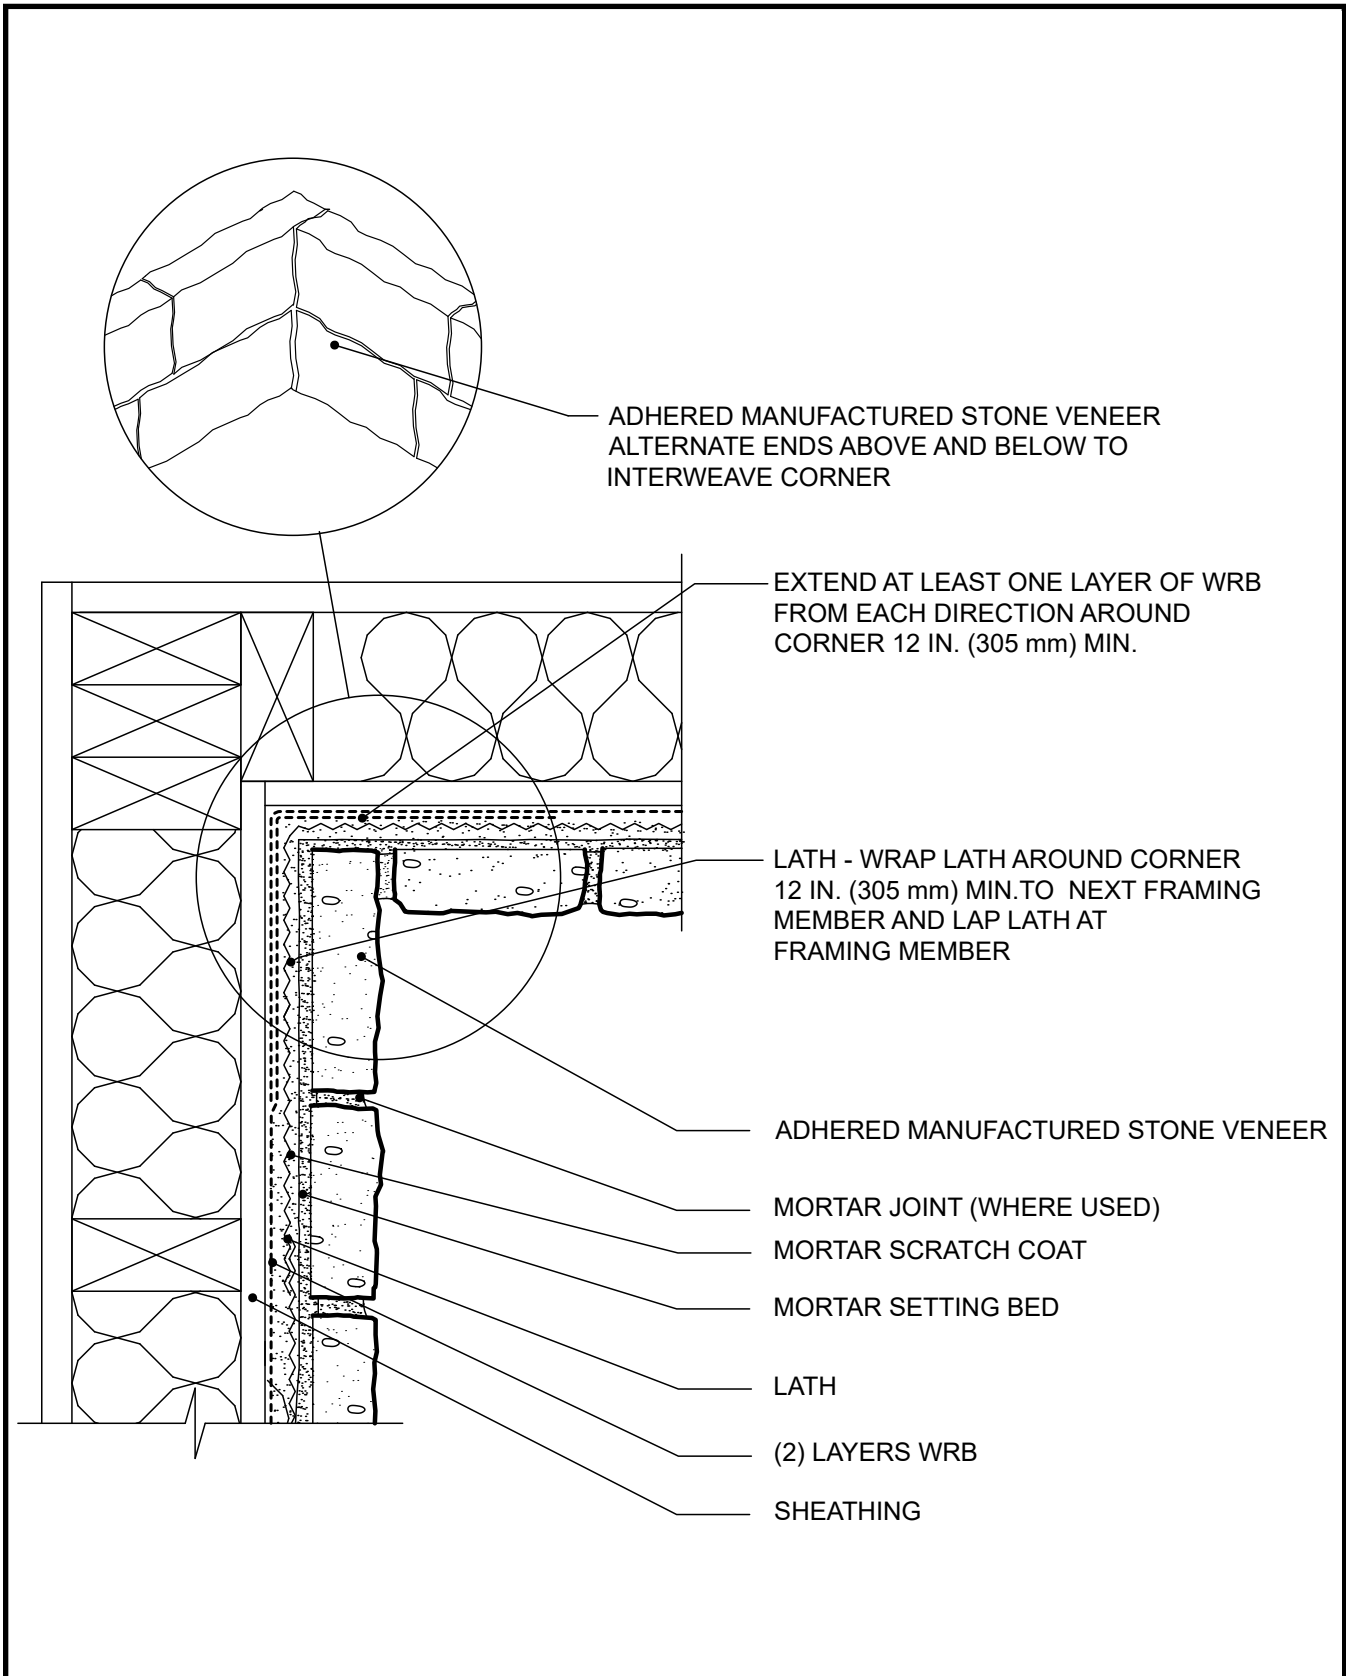 ADHERED MANUFACTURED STONE VENEER
ALTERNATE ENDS ABOVE AND BELOW TO
INTERWEAVE CORNER
EXTEND AT LEAST ONE LAYER OF WRB
FROM EACH DIRECTION AROUND
CORNER 12 IN. (305 mm) MIN.
LATH - WRAP LATH AROUND CORNER
12 IN. (305 mm) MIN.TO NEXT FRAMING
MEMBER AND LAP LATH AT
FRAMING MEMBER
ADHERED MANUFACTURED STONE VENEER
MORTAR JOINT (WHERE USED)
MORTAR SCRATCH COAT
MORTAR SETTING BED
LATH
(2) LAYERS WRB
SHEATHING